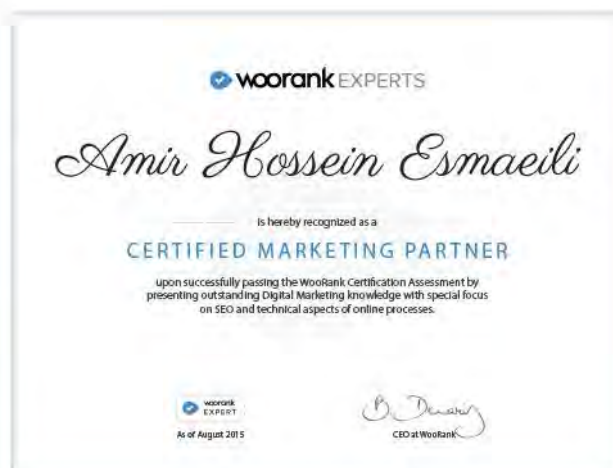 woorank EXPERTS
Amir Hossein Esmaeili
is hereby recognized as a
CERTIFIED MARKETING PARTNER
upon successfully passing the WooRank Certification Assessment by
presenting outstanding Digital Marketing knowledge with special focus
on SEO and technical aspects of online processes.
woorank
EXPERT
As of August 2015
CEO at WooRank